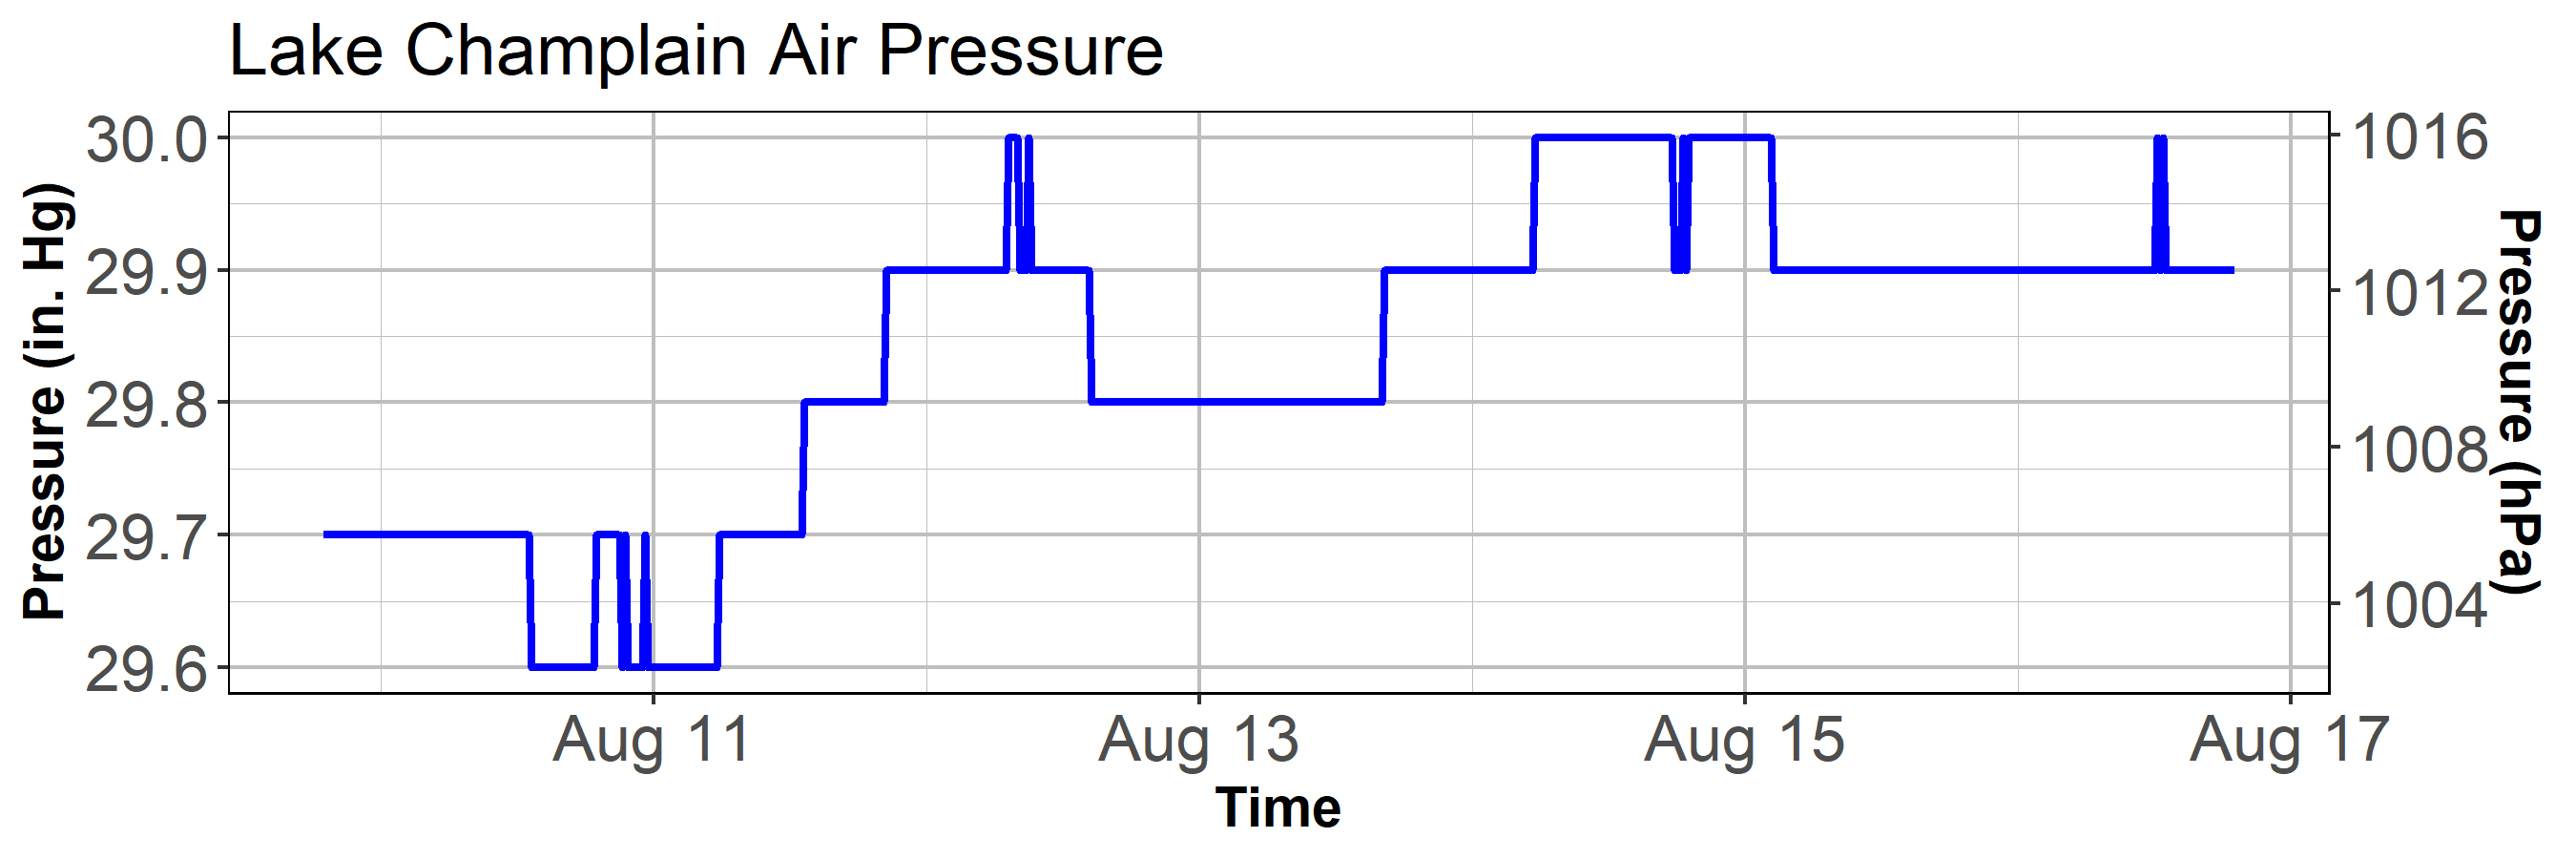 Lake Champlain Air Pressure
30.0
29.9
29.8
29.7
29.6
Pressure (in. Hg)
1016
1012
1008
1004
Pressure (hPa)
Aug 11
Aug 13
Aug 15
Aug 17
Time